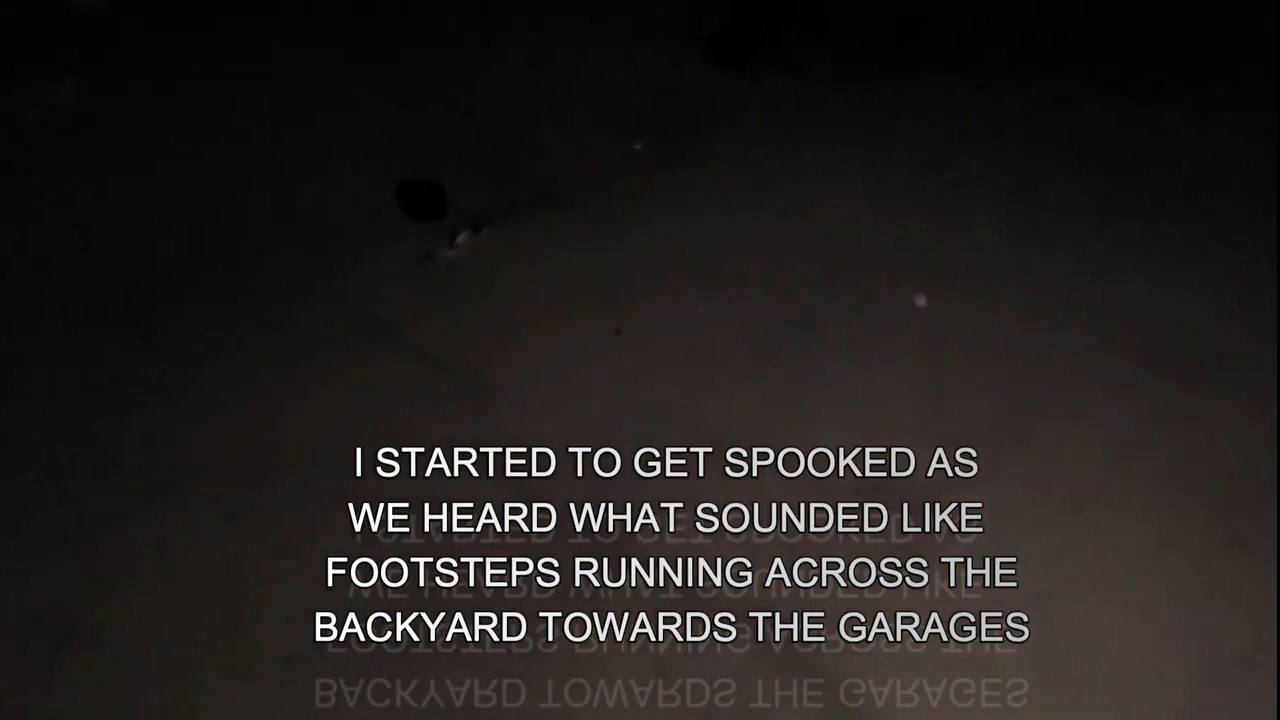 I STARTED TO GET SPOOKED AS
WE HEARD WHAT SOUNDED LIKE
FOOTSTEPS RUNNING ACROSS THE
BACKYARD TOWARDS THE GARAGES